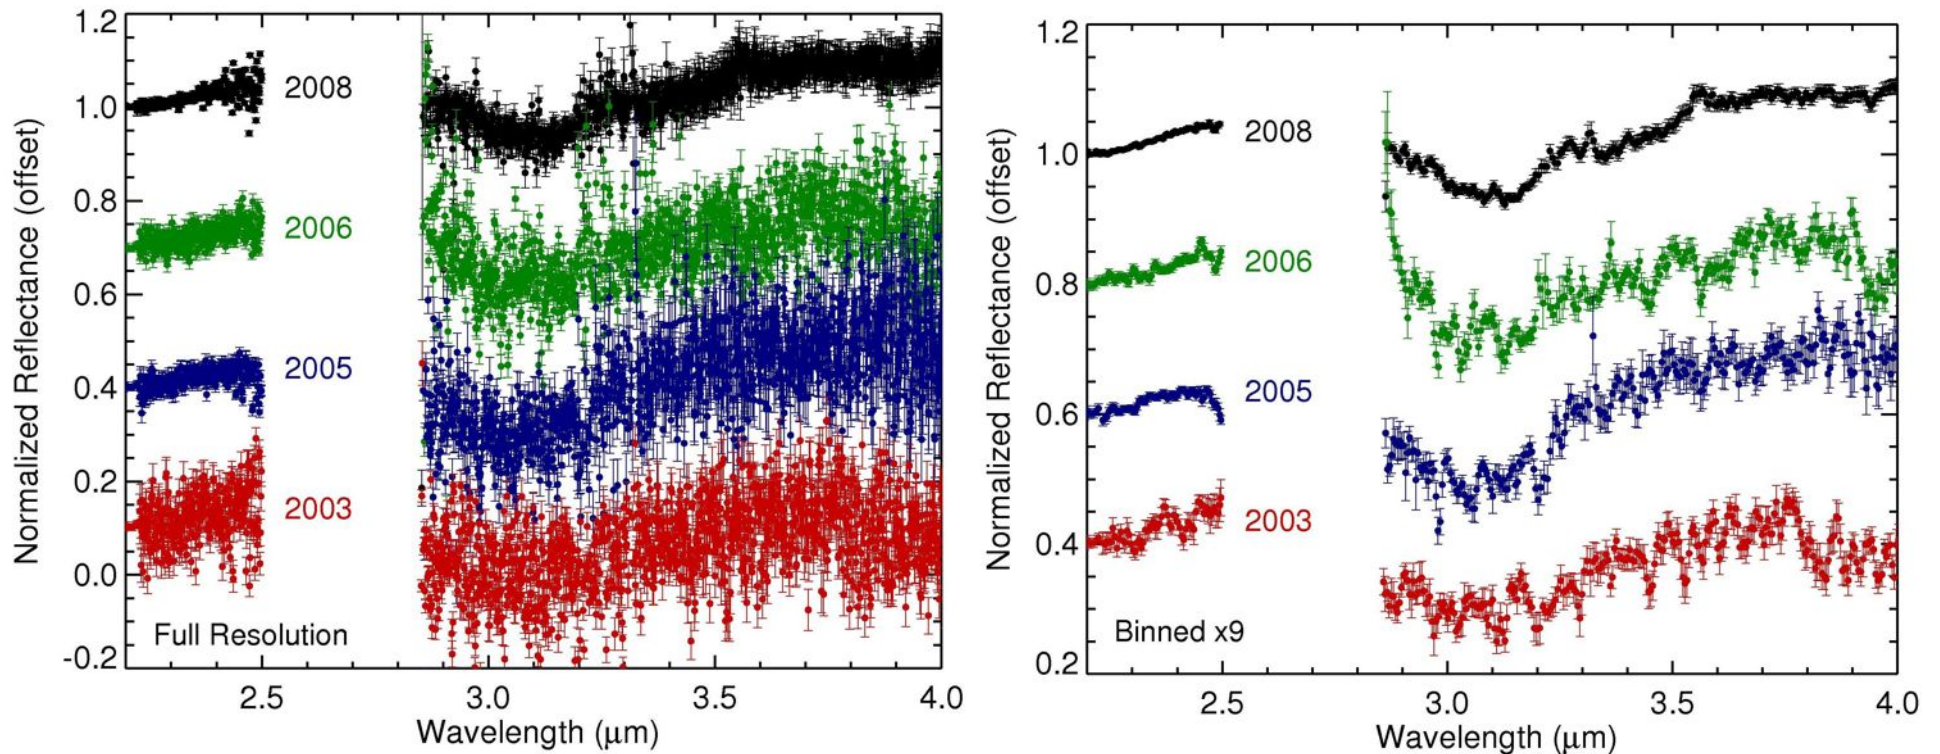 1.2
1.0
0.8
0.6
0.4
0.2
0.0
-0.2
Normalized Reflectance (offset)
2008
2006
2005
2003
Full Resolution
2.5 3.0 3.5 4.0
Wavelength (μm)
1.2
1.0
0.8
0.6
0.4
0.2
Normalized Reflectance (offset)
2008
2006
2005
2003
Binned x9
2.5 3.0 3.5 4.0
Wavelength (μm)